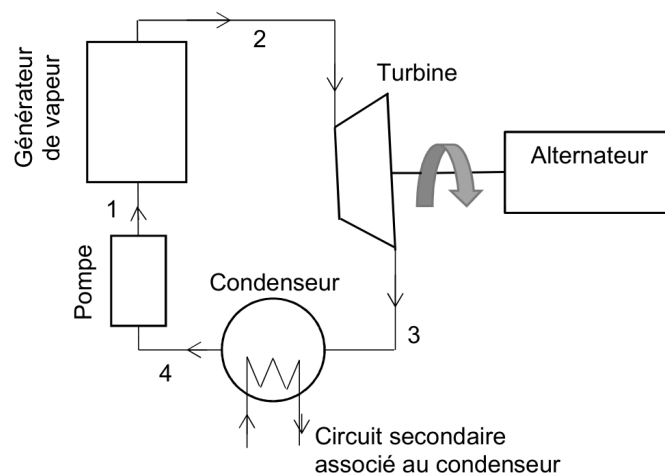 2
Turbine
Générateur
de vapeur
Alternateur
1
Pompe
Condenseur
3
4
Circuit secondaire
associé au condenseur